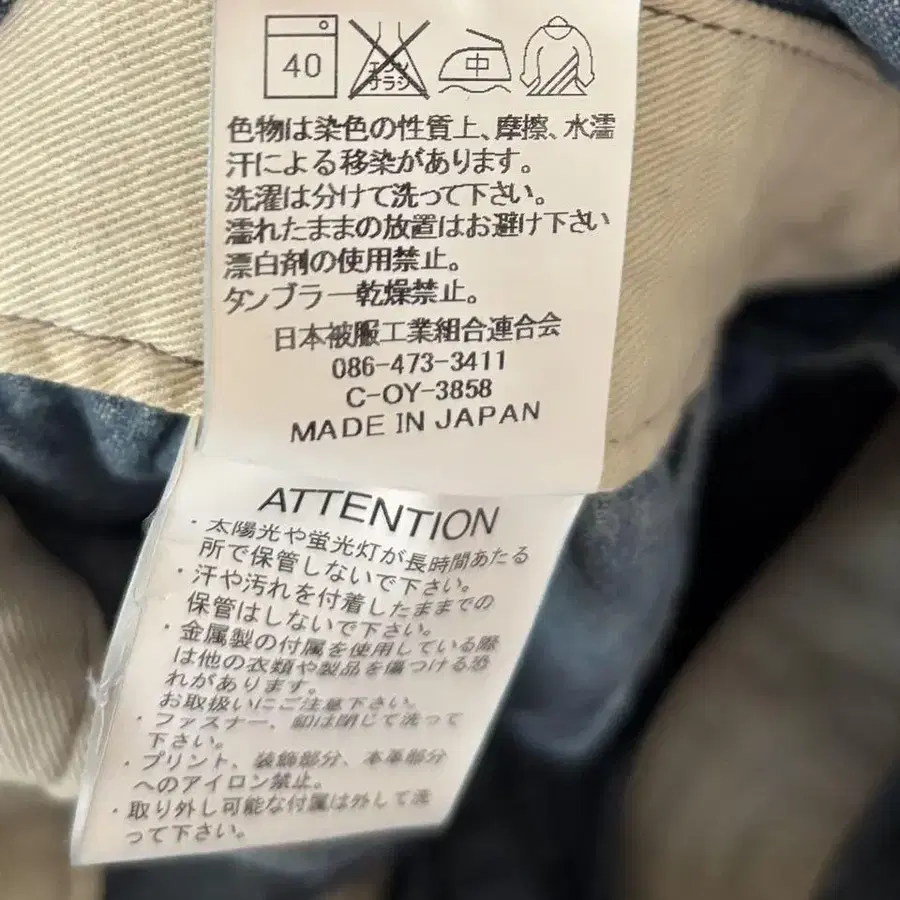 40
エンソ
サラシ
中
色物は染色の性質上、摩擦、水濡
汗による移染があります。
洗濯は分けて洗って下さい。
濡れたままの放置はお避け下さい
漂白剤の使用禁止。
タンブラー乾燥禁止。
日本被服工業組合連合会
086-473-3411
C-OY-3858
MADE IN JAPAN
ATTENTION
・太陽光や蛍光灯が長時間あたる
所で保管しないで下さい。
・汗や汚れを付着したままでの
保管はしないで下さい。
・金属製の付属を使用している際
は他の衣類や製品を傷つける恐
れがあります。
お取扱いにご注意下さい。
・ファスナー、釦は閉じて洗って
下さい。
・プリント、装飾部分、本革部分
へのアイロン禁止。
・取り外し可能な付属は外して洗
って下さい。